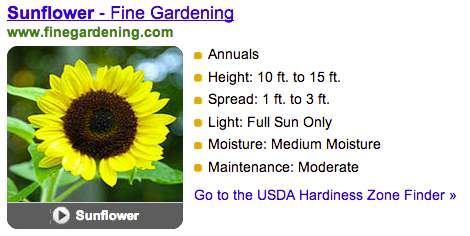 Sunflower - Fine Gardening
www.finegardening.com
Annuals
Height: 10 ft. to 15 ft.
Spread: 1 ft. to 3 ft.
Light: Full Sun Only
Moisture: Medium Moisture
Maintenance: Moderate
Go to the USDA Hardiness Zone Finder »
Sunflower